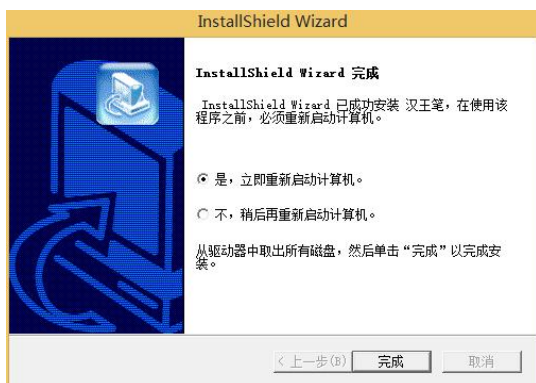 InstallShield Wizard
InstallShield Wizard 完成
InstallShield Wizard 已成功安装 汉王笔，在使用该
程序之前，必须重新启动计算机。
是，立即重新启动计算机。
不，稍后再重新启动计算机。
从驱动器中取出所有磁盘，然后单击“完成”以完成安
装。
< 上一步(B) 完成 取消